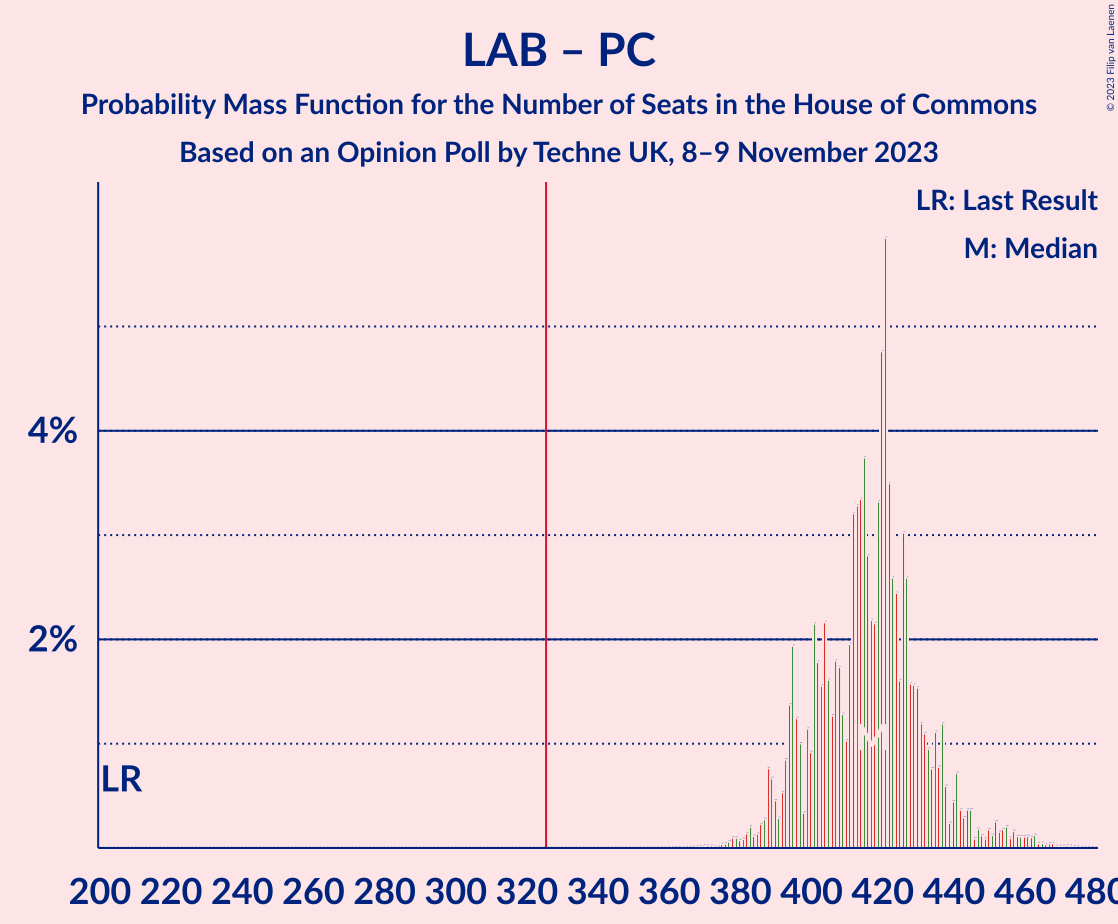 LAB – PC
Probability Mass Function for the Number of Seats in the House of Commons
Based on an Opinion Poll by Techne UK, 8–9 November 2023
© 2023 Filip van Laenen
LR: Last Result
M: Median
4%
2%
LR
M
200 220 240 260 280 300 320 340 360 380 400 420 440 460 480